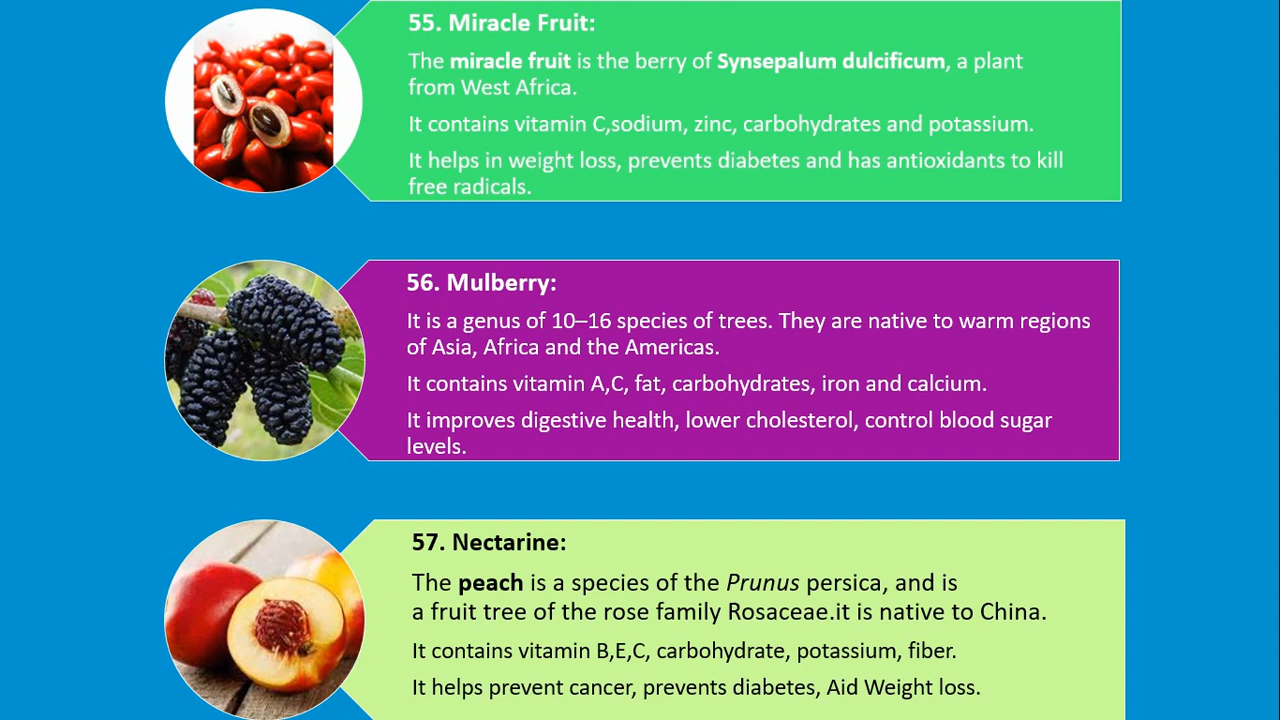 55. Miracle Fruit:
The miracle fruit is the berry of Synsepalum dulcificum, a plant
from West Africa.
It contains vitamin C,sodium, zinc, carbohydrates and potassium.
It helps in weight loss, prevents diabetes and has antioxidants to kill
free radicals.
56. Mulberry:
It is a genus of 10–16 species of trees. They are native to warm regions
of Asia, Africa and the Americas.
It contains vitamin A,C, fat, carbohydrates, iron and calcium.
It improves digestive health, lower cholesterol, control blood sugar
levels.
57. Nectarine:
The peach is a species of the Prunus persica, and is
a fruit tree of the rose family Rosaceae.it is native to China.
It contains vitamin B,E,C, carbohydrate, potassium, fiber.
It helps prevent cancer, prevents diabetes, Aid Weight loss.